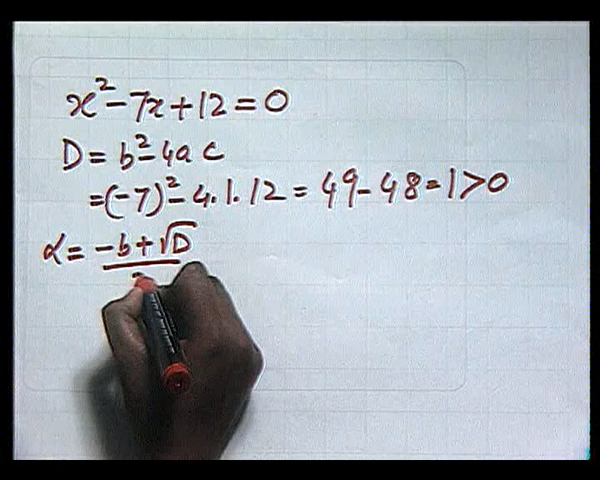 x² - 7x + 12 = 0
D = b² - 4ac
= (-7)² - 4.1.12 = 49 - 48 = 1 > 0
α = -b + √D